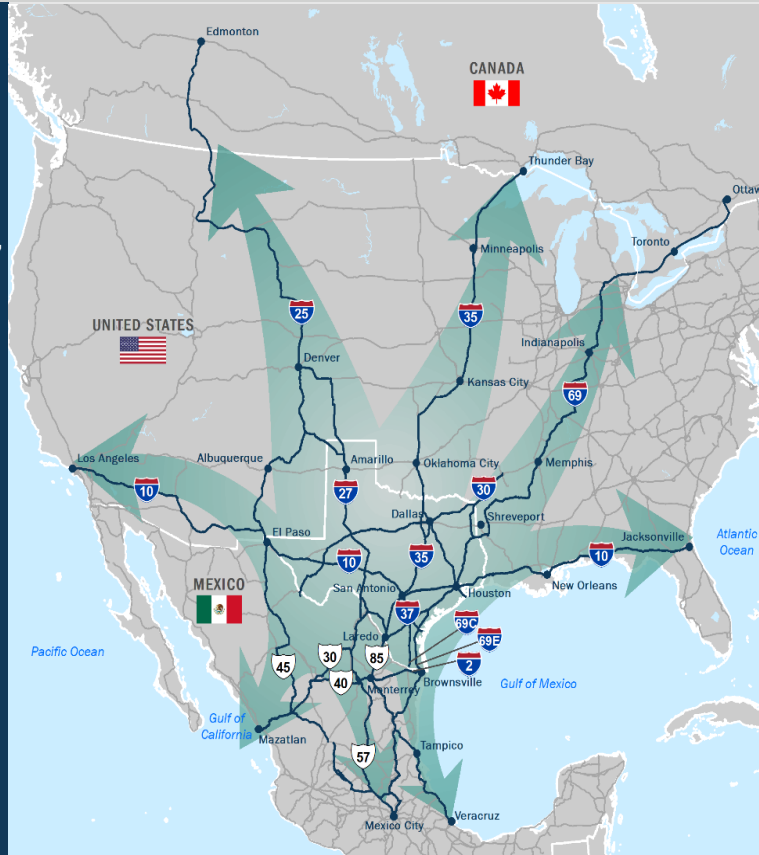 Edmonton
CANADA
Thunder Bay
Ottaw
Toronto
Minneapolis
25
35
UNITED STATES
Indianapolis
Denver
Kansas City
69
Los Angeles
Albuquerque
Amarillo
Oklahoma City
Memphis
10
27
30
Dallas
Shreveport
El Paso
Jacksonville
Atlantic
Ocean
10
35
10
MEXICO
San Antonio
Houston
New Orleans
37
69C
Laredo
69E
Pacific Ocean
45
30
85
2
40
Monterrey
Brownsville
Gulf of Mexico
Gulf of
California
Mazatlan
Tampico
57
Mexico City
Veracruz